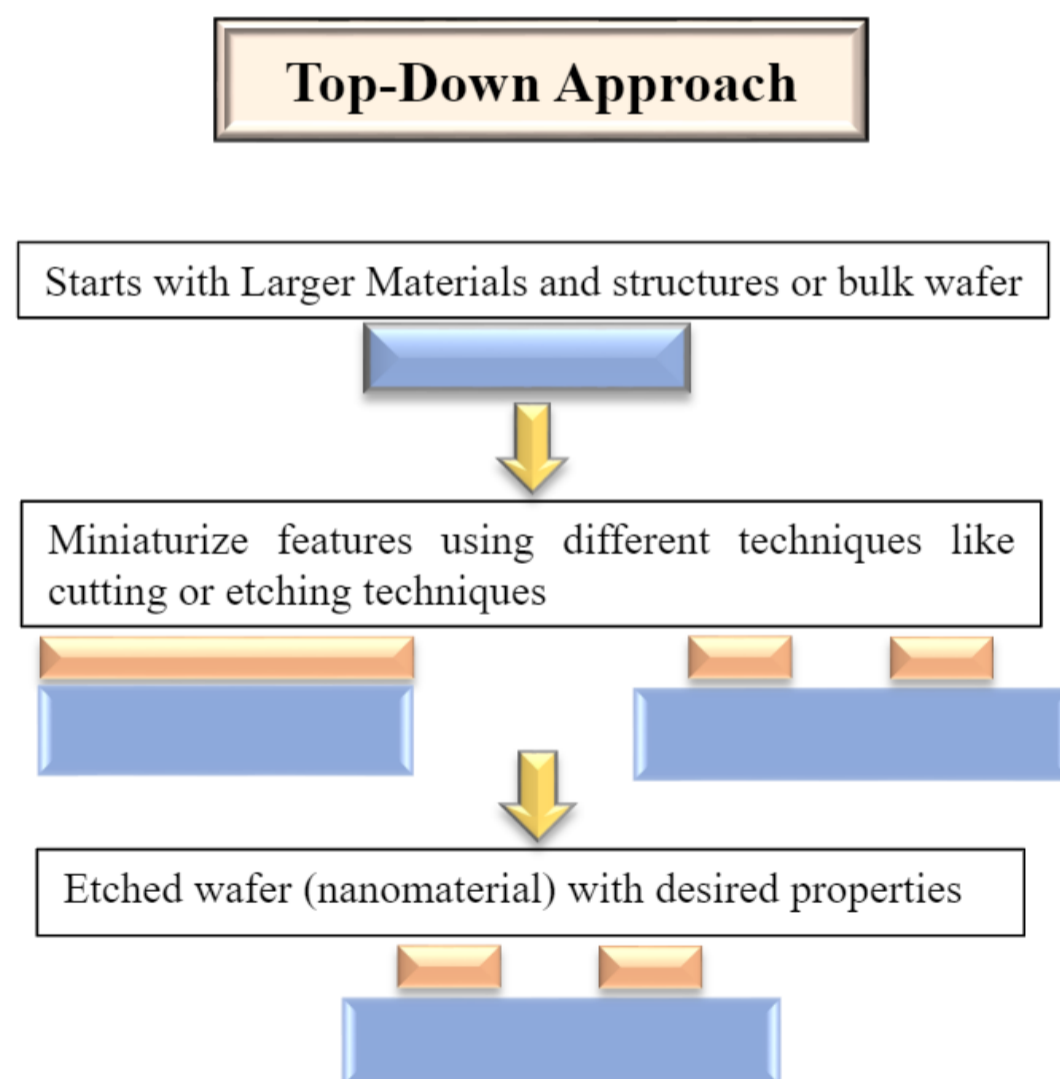 Top-Down Approach
Starts with Larger Materials and structures or bulk wafer
Miniaturize features using different techniques like
cutting or etching techniques
Etched wafer (nanomaterial) with desired properties